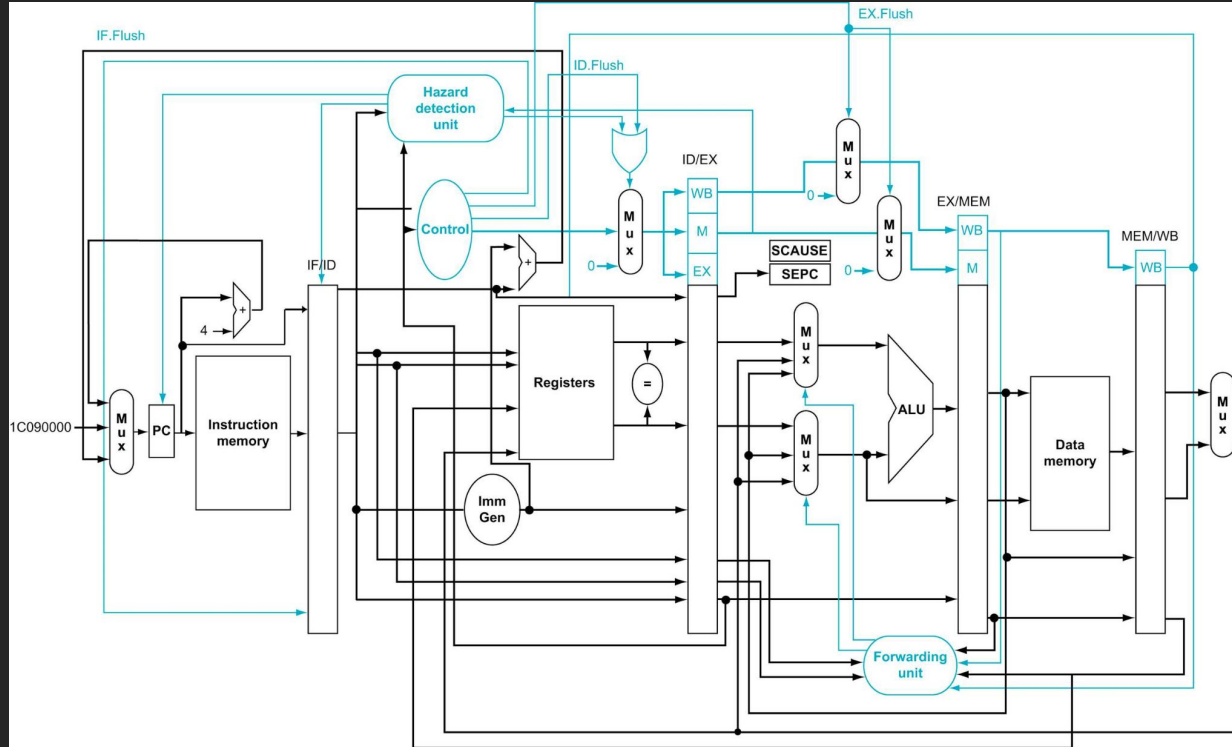 EX.Flush
IF.Flush
ID.Flush
Hazard
detection
unit
M
u
x
ID/EX
WB
0
M
u
x
EX/MEM
Control
M
u
x
M
SCAUSE
WB
MEM/WB
IF/ID
0
EX
SEPC
0
M
WB
+
+
4
M
u
x
Registers
=
M
u
x
1C090000
M
u
x
PC
Instruction
memory
ALU
M
u
x
Data
memory
M
u
x
Imm
Gen
Forwarding
unit